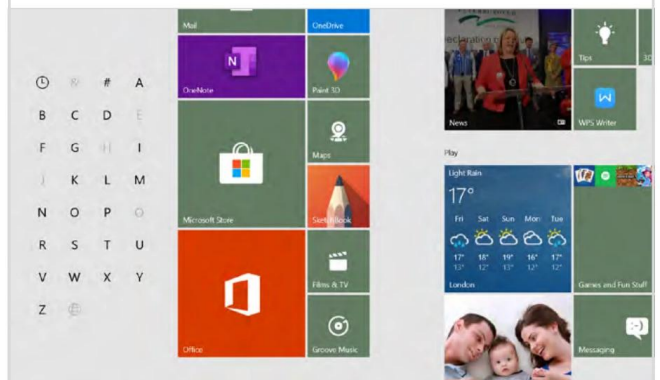 Mail
OneDrive
OneNote
Paint 3D
Maps
Microsoft Store
SketchBook
Office
Films & TV
Groove Music
& # A
B C D E
F G H I
J K L M
N O P Q
R S T U
V W X Y
Z
News
Tips
WPS Writer
Play
Light Rain
17°
Fri Sat Sun Mon Tue
17° 18° 19° 16° 17°
13° 12° 12° 12° 12°
London
Games and Fun Stuff
Messaging
:-)